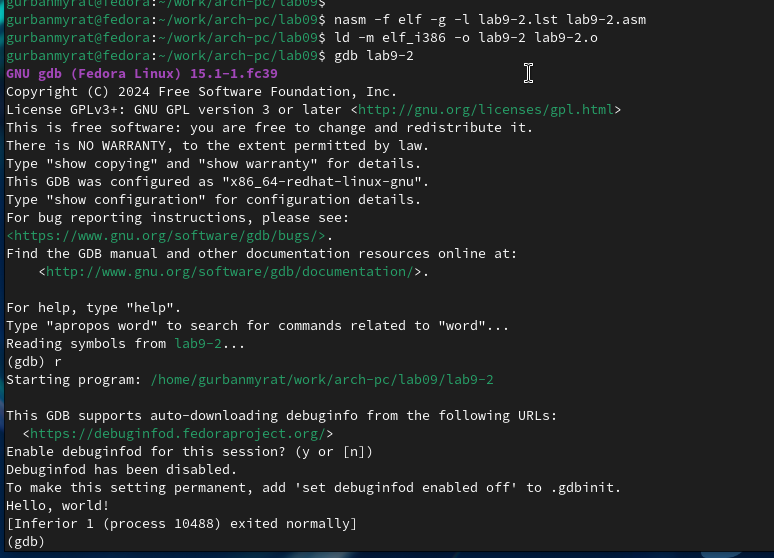 gurbanmyrat@fedora:~/work/arch-pc/lab09$
gurbanmyrat@fedora:~/work/arch-pc/lab09$ nasm -f elf -g -l lab9-2.lst lab9-2.asm
gurbanmyrat@fedora:~/work/arch-pc/lab09$ ld -m elf_i386 -o lab9-2 lab9-2.o
gurbanmyrat@fedora:~/work/arch-pc/lab09$ gdb lab9-2
GNU gdb (Fedora Linux) 15.1-1.fc39
Copyright (C) 2024 Free Software Foundation, Inc.
License GPLv3+: GNU GPL version 3 or later <http://gnu.org/licenses/gpl.html>
This is free software: you are free to change and redistribute it.
There is NO WARRANTY, to the extent permitted by law.
Type "show copying" and "show warranty" for details.
This GDB was configured as "x86_64-redhat-linux-gnu".
Type "show configuration" for configuration details.
For bug reporting instructions, please see:
<https://www.gnu.org/software/gdb/bugs/>.
Find the GDB manual and other documentation resources online at:
    <http://www.gnu.org/software/gdb/documentation/>.

For help, type "help".
Type "apropos word" to search for commands related to "word"...
Reading symbols from lab9-2...
(gdb) r
Starting program: /home/gurbanmyrat/work/arch-pc/lab09/lab9-2

This GDB supports auto-downloading debuginfo from the following URLs:
  <https://debuginfod.fedoraproject.org/>
Enable debuginfod for this session? (y or [n])
Debuginfod has been disabled.
To make this setting permanent, add 'set debuginfod enabled off' to .gdbinit.
Hello, world!
[Inferior 1 (process 10488) exited normally]
(gdb)